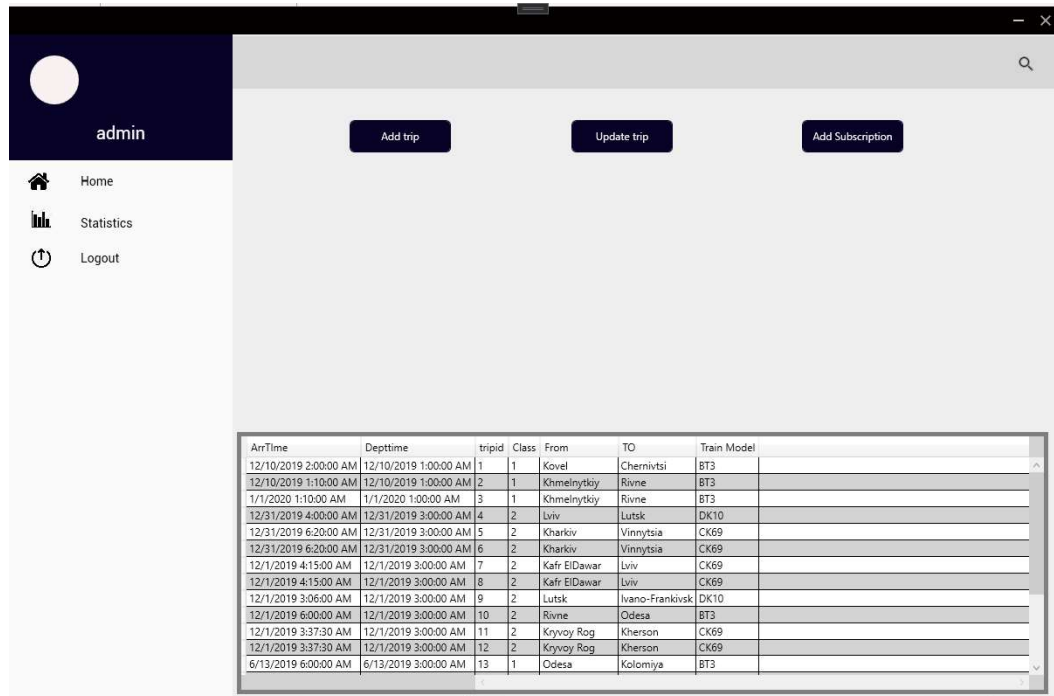 admin
Home
Statistics
Logout
Add trip
Update trip
Add Subscription
ArrTIme Depttime tripid Class From TO Train Model
12/10/2019 2:00:00 AM 12/10/2019 1:00:00 AM 1 1 Kovel Chernivtsi BT3
12/10/2019 1:10:00 AM 12/10/2019 1:00:00 AM 2 1 Khmelnytkiy Rivne BT3
1/1/2020 1:10:00 AM 1/1/2020 1:00:00 AM 3 1 Khmelnytkiy Rivne BT3
12/31/2019 4:00:00 AM 12/31/2019 3:00:00 AM 4 2 Lviv Lutsk DK10
12/31/2019 6:20:00 AM 12/31/2019 3:00:00 AM 5 2 Kharkiv Vinnytsia CK69
12/31/2019 6:20:00 AM 12/31/2019 3:00:00 AM 6 2 Kharkiv Vinnytsia CK69
12/1/2019 4:15:00 AM 12/1/2019 3:00:00 AM 7 2 Kafr ElDawar Lviv CK69
12/1/2019 4:15:00 AM 12/1/2019 3:00:00 AM 8 2 Kafr ElDawar Lviv CK69
12/1/2019 3:06:00 AM 12/1/2019 3:00:00 AM 9 2 Lutsk Ivano-Frankivsk DK10
12/1/2019 6:00:00 AM 12/1/2019 3:00:00 AM 10 2 Rivne Odesa BT3
12/1/2019 3:37:30 AM 12/1/2019 3:00:00 AM 11 2 Kryvoy Rog Kherson CK69
12/1/2019 3:37:30 AM 12/1/2019 3:00:00 AM 12 2 Kryvoy Rog Kherson CK69
6/13/2019 6:00:00 AM 6/13/2019 3:00:00 AM 13 1 Odesa Kolomiya BT3